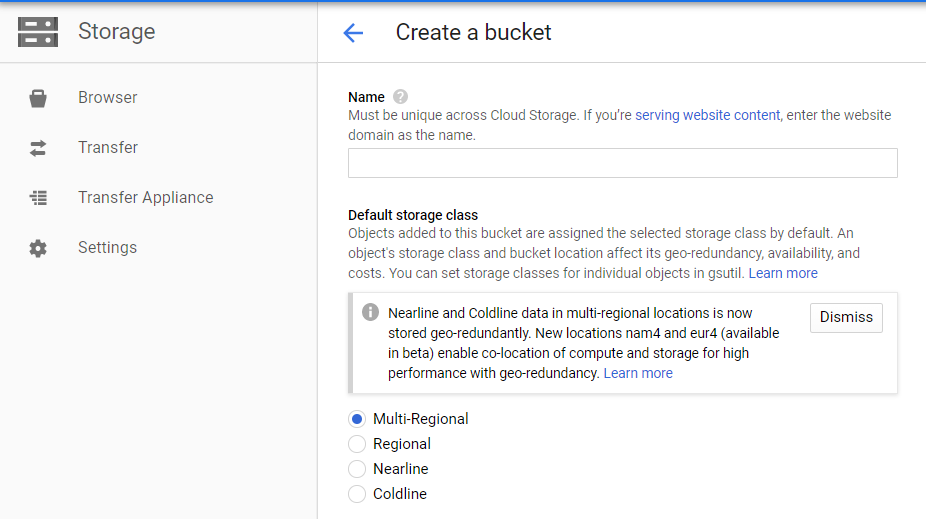 Storage
Create a bucket
Browser
Transfer
Transfer Appliance
Settings
Name ?
Must be unique across Cloud Storage. If you’re serving website content, enter the website
domain as the name.
Default storage class
Objects added to this bucket are assigned the selected storage class by default. An
object's storage class and bucket location affect its geo-redundancy, availability, and
costs. You can set storage classes for individual objects in gsutil. Learn more
Nearline and Coldline data in multi-regional locations is now
stored geo-redundantly. New locations nam4 and eur4 (available
in beta) enable co-location of compute and storage for high
performance with geo-redundancy. Learn more
Dismiss
Multi-Regional
Regional
Nearline
Coldline